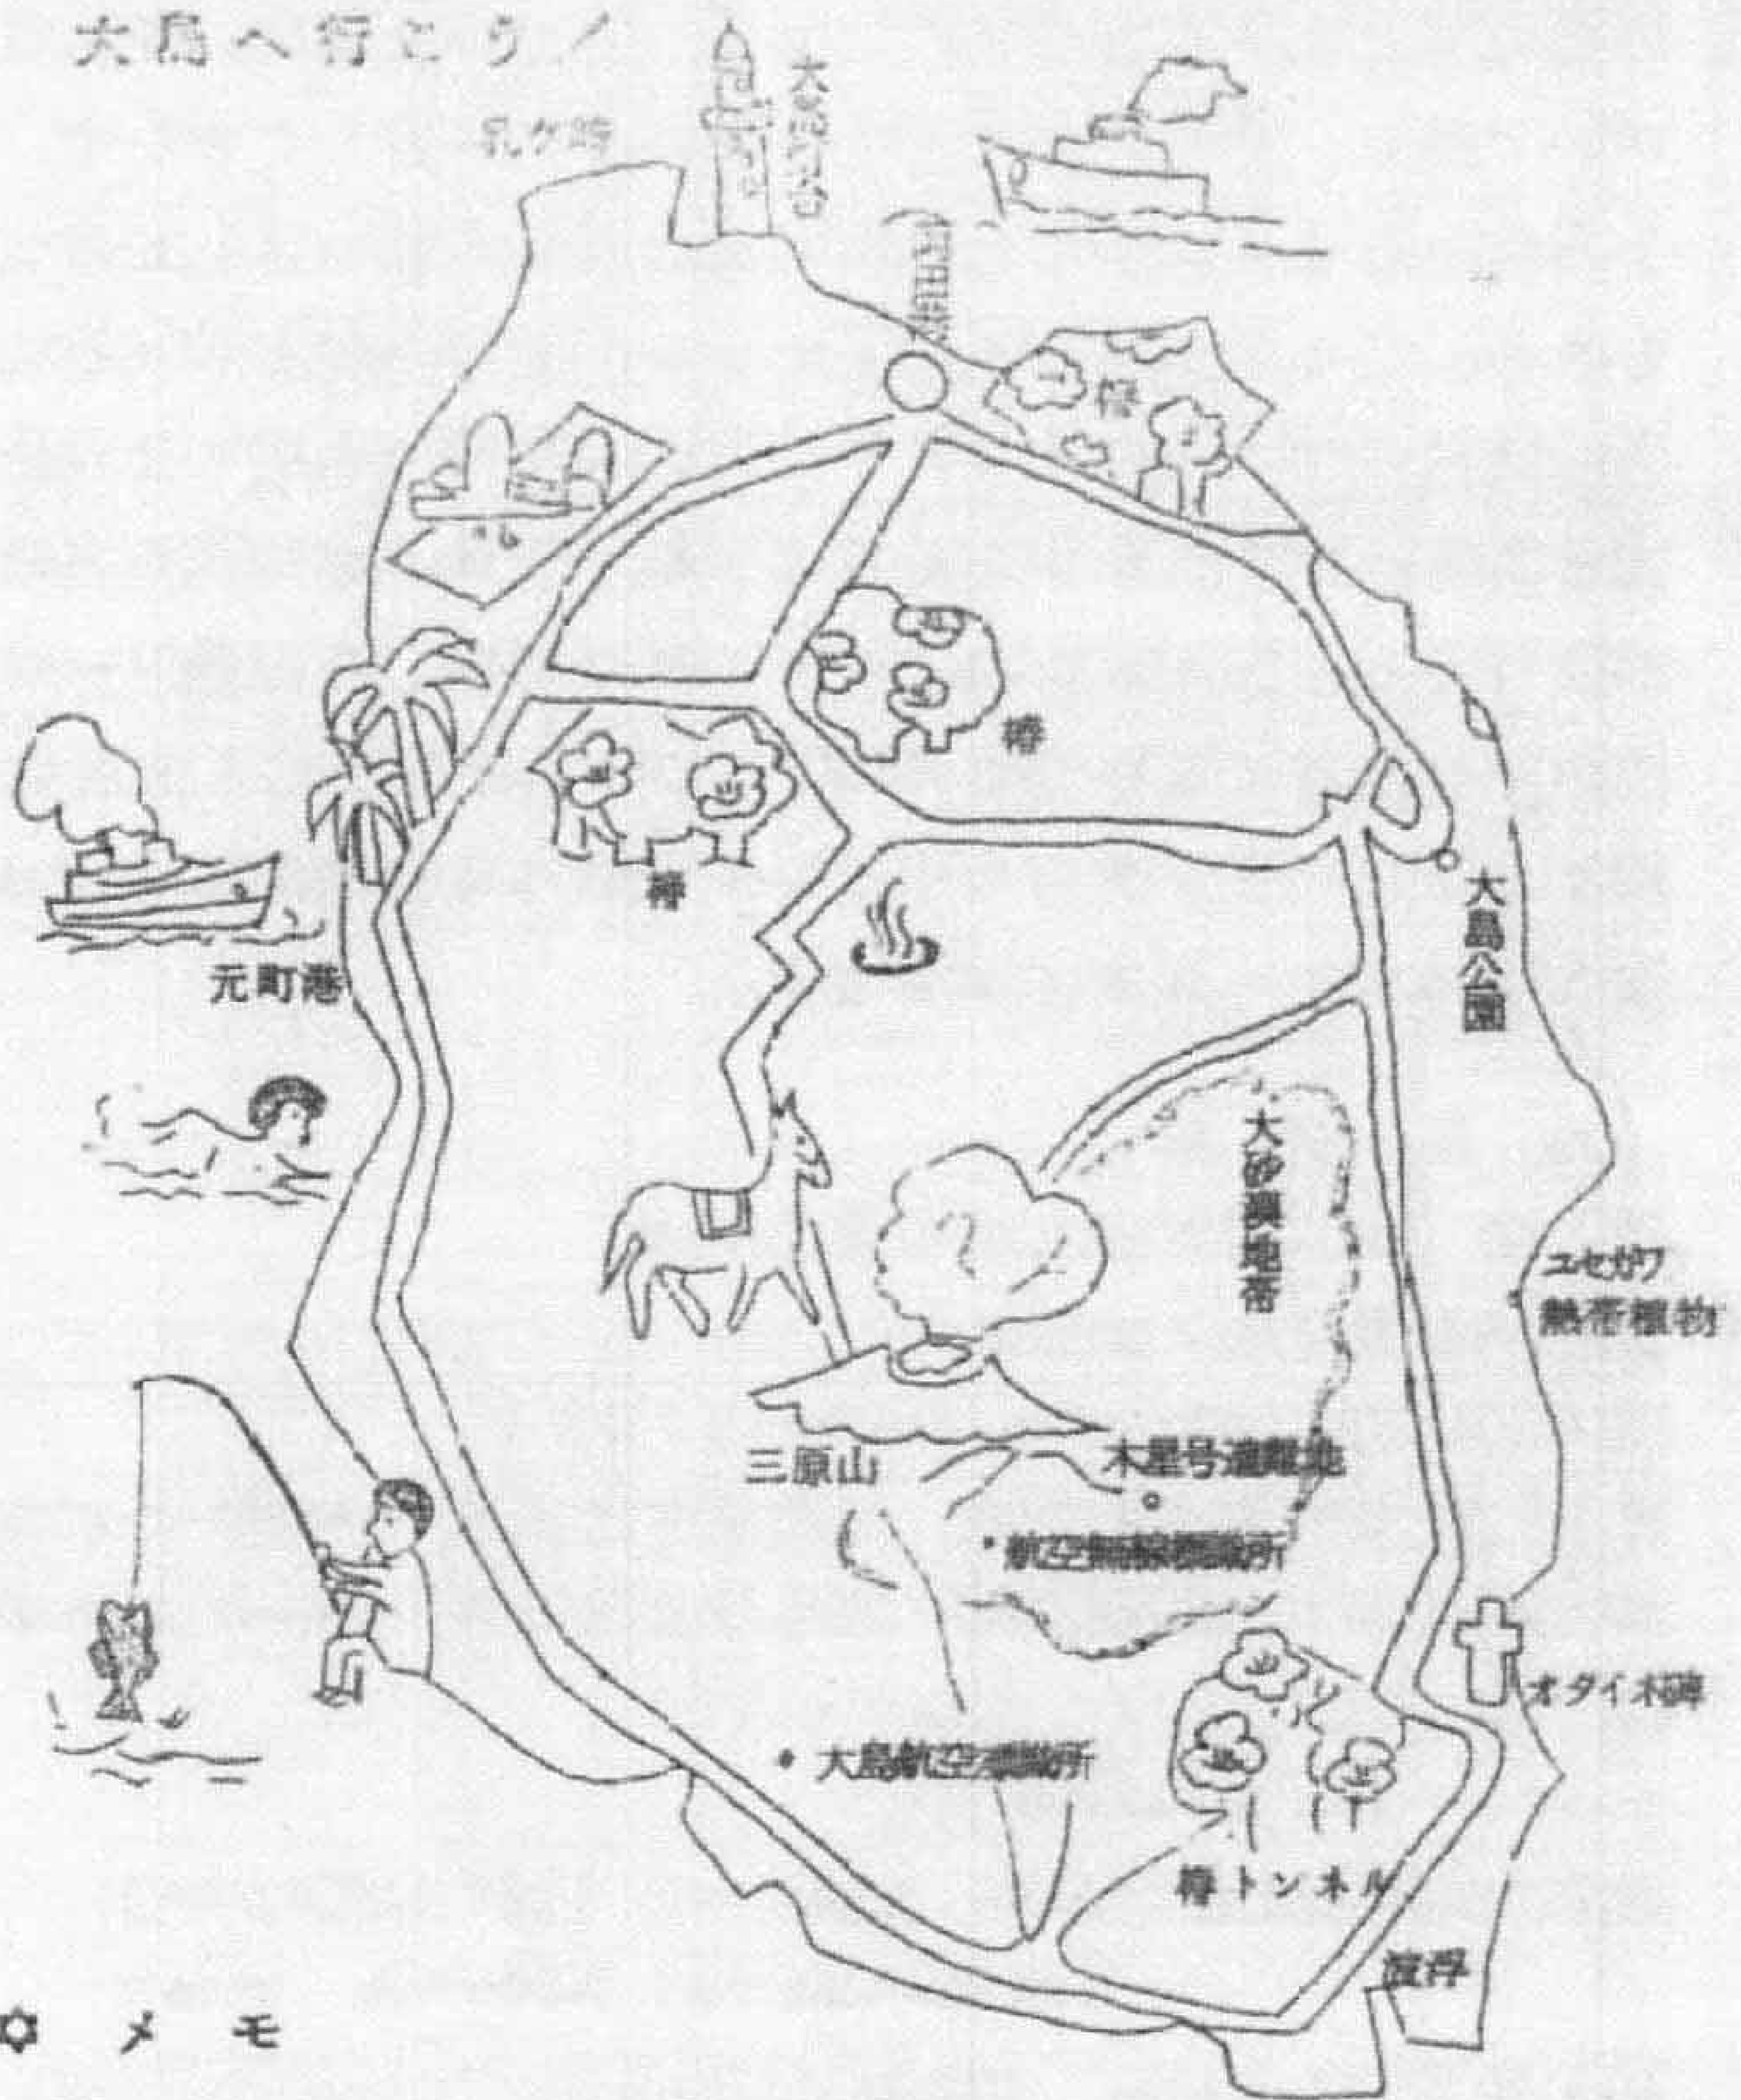 大島へ行こう!
乳ケ崎
大島灯台
岡田港
椿
椿
椿
元町港
大島公園
大砂漠地帯
ユセガワ
熱帯植物
三原山
木星号遭難地
航空無線標識所
オタイネ碑
大島航空標識所
椿トンネル
波浮
✡ メモ